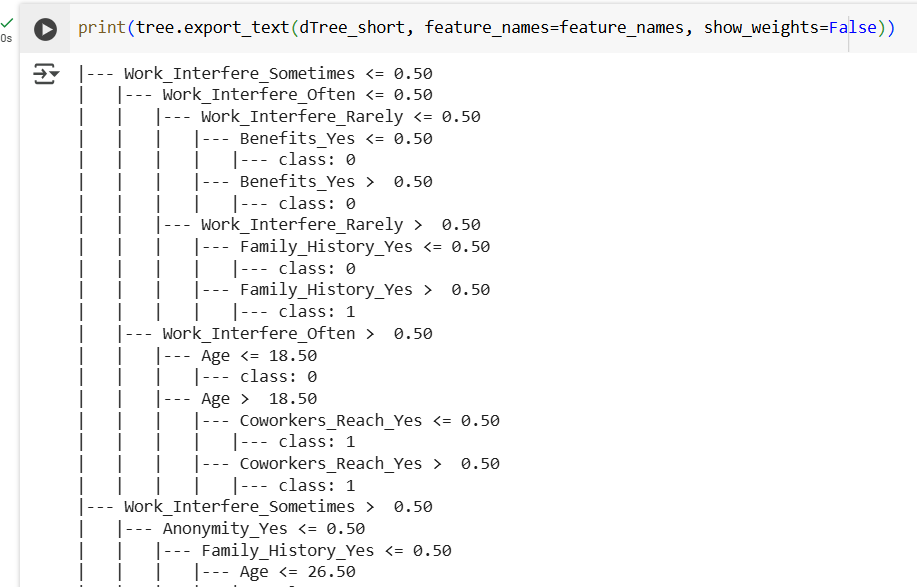 print(tree.export_text(dTree_short, feature_names=feature_names, show_weights=False))
0s
|--- Work_Interfere_Sometimes <= 0.50
|   |--- Work_Interfere_Often <= 0.50
|   |   |--- Work_Interfere_Rarely <= 0.50
|   |   |   |--- Benefits_Yes <= 0.50
|   |   |   |   |--- class: 0
|   |   |   |--- Benefits_Yes >  0.50
|   |   |   |   |--- class: 0
|   |   |--- Work_Interfere_Rarely >  0.50
|   |   |   |--- Family_History_Yes <= 0.50
|   |   |   |   |--- class: 0
|   |   |   |--- Family_History_Yes >  0.50
|   |   |   |   |--- class: 1
|   |--- Work_Interfere_Often >  0.50
|   |   |--- Age <= 18.50
|   |   |   |--- class: 0
|   |   |--- Age >  18.50
|   |   |   |--- Coworkers_Reach_Yes <= 0.50
|   |   |   |   |--- class: 1
|   |   |   |--- Coworkers_Reach_Yes >  0.50
|   |   |   |   |--- class: 1
|--- Work_Interfere_Sometimes >  0.50
|   |--- Anonymity_Yes <= 0.50
|   |   |--- Family_History_Yes <= 0.50
|   |   |   |--- Age <= 26.50